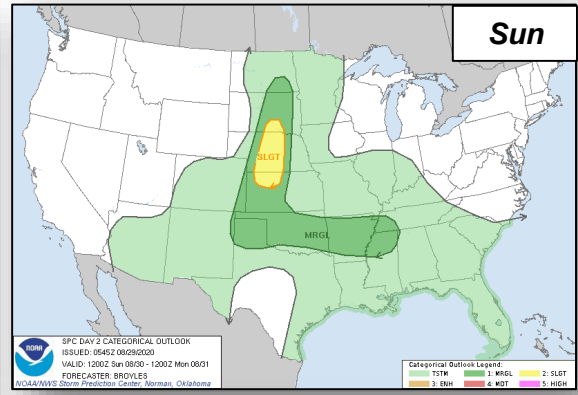 Sun
SLGT
MRGL
NOAA
SPC DAY 2 CATEGORICAL OUTLOOK
ISSUED: 0545Z 08/29/2020
VALID: 1200Z Sun 08/30 - 1200Z Mon 08/31
FORECASTER: BROYLES
NOAA/NWS Storm Prediction Center, Norman, Oklahoma
Categorical Outlook Legend:
TSTM 1: MRGL 2: SLGT
3: ENH 4: MDT 5: HIGH